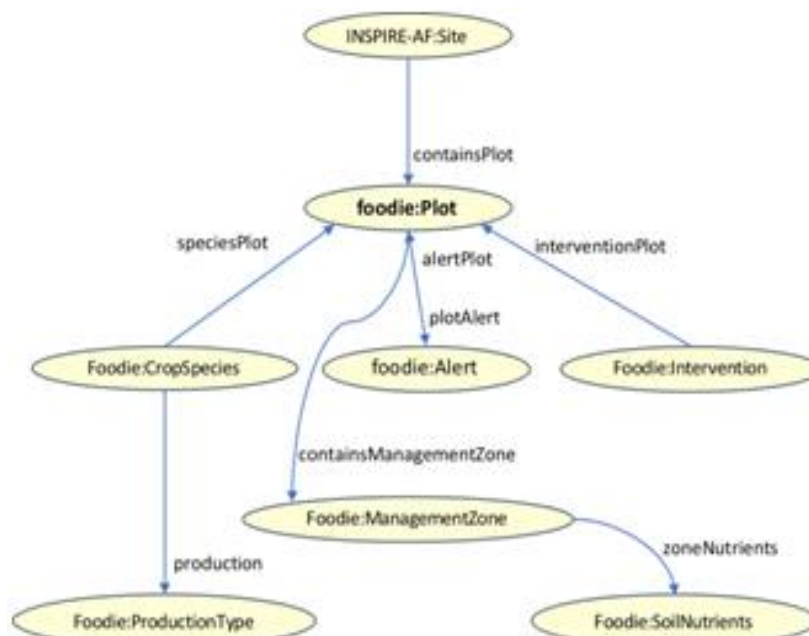 INSPIRE-AF:Site
containsPlot
foodie:Plot
speciesPlot
alertPlot
interventionPlot
plotAlert
Foodie:CropSpecies
foodie:Alert
Foodie:Intervention
containsManagementZone
Foodie:ManagementZone
zoneNutrients
production
Foodie:ProductionType
Foodie:SoilNutrients